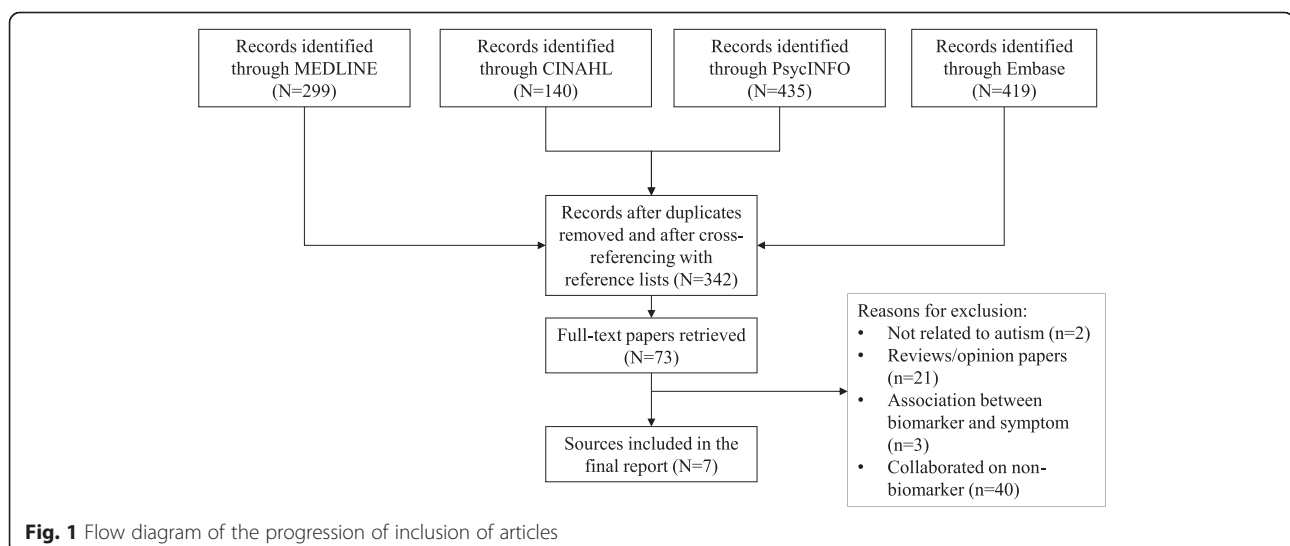 Records identified
through MEDLINE
(N=299)
Records identified
through CINAHL
(N=140)
Records identified
through PsycINFO
(N=435)
Records identified
through Embase
(N=419)
Records after duplicates
removed and after cross-
referencing with
reference lists (N=342)
Full-text papers retrieved
(N=73)
Reasons for exclusion:
• Not related to autism (n=2)
• Reviews/opinion papers
(n=21)
• Association between
biomarker and symptom
(n=3)
• Collaborated on non-
biomarker (n=40)
Sources included in the
final report (N=7)
Fig. 1 Flow diagram of the progression of inclusion of articles